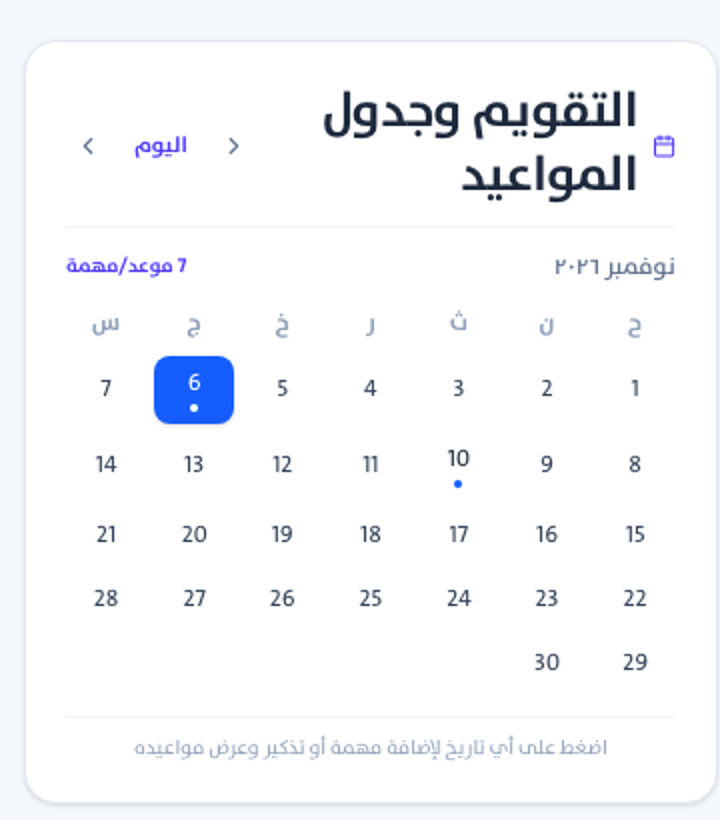 التقويم وجدول
المواعيد
اليوم
نوفمبر ٢٠٢٦
7 موعد/مهمة
ح ن ث ر خ ج س
1 2 3 4 5 6 7
8 9 10 11 12 13 14
15 16 17 18 19 20 21
22 23 24 25 26 27 28
29 30
اضغط على أي تاريخ لإضافة مهمة أو تذكير وعرض مواعيده